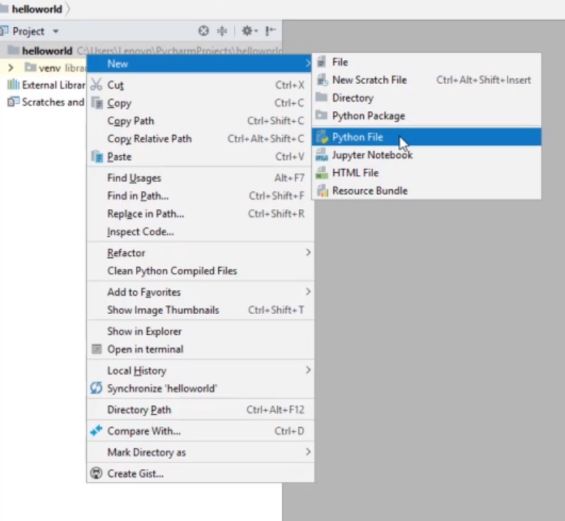 helloworld
Project
helloworld C:\Users\Lenovo\PycharmProjects\helloworld
venv
External Librar
Scratches and
New
Cut Ctrl+X
Copy Ctrl+C
Copy Path Ctrl+Shift+C
Copy Relative Path Ctrl+Alt+Shift+C
Paste Ctrl+V
Find Usages Alt+F7
Find in Path... Ctrl+Shift+F
Replace in Path... Ctrl+Shift+R
Inspect Code...
Refactor
Clean Python Compiled Files
Add to Favorites
Show Image Thumbnails Ctrl+Shift+T
Show in Explorer
Open in terminal
Local History
Synchronize 'helloworld'
Directory Path Ctrl+Alt+F12
Compare With... Ctrl+D
Mark Directory as
Create Gist...
File
New Scratch File Ctrl+Alt+Shift+Insert
Directory
Python Package
Python File
Jupyter Notebook
HTML File
Resource Bundle